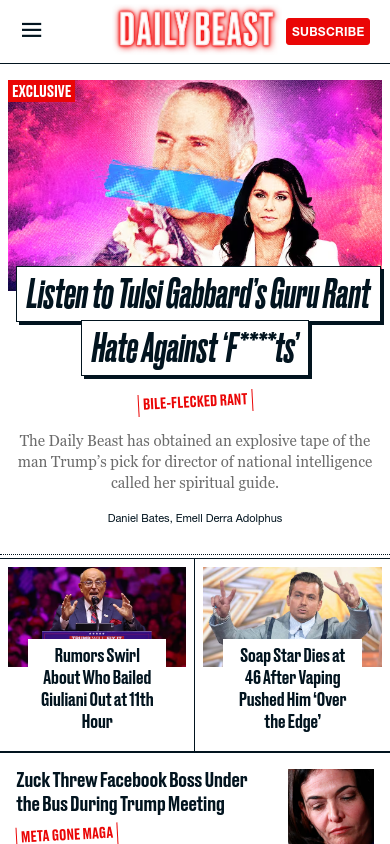 DAILY BEAST
SUBSCRIBE
EXCLUSIVE
Listen to Tulsi Gabbard's Guru Rant
Hate Against ‘F****ts’
BILE-FLECKED RANT
The Daily Beast has obtained an explosive tape of the
man Trump’s pick for director of national intelligence
called her spiritual guide.
Daniel Bates, Emell Derra Adolphus
Rumors Swirl
About Who Bailed
Giuliani Out at 11th
Hour
Soap Star Dies at
46 After Vaping
Pushed Him ‘Over
the Edge’
Zuck Threw Facebook Boss Under
the Bus During Trump Meeting
META GONE MAGA